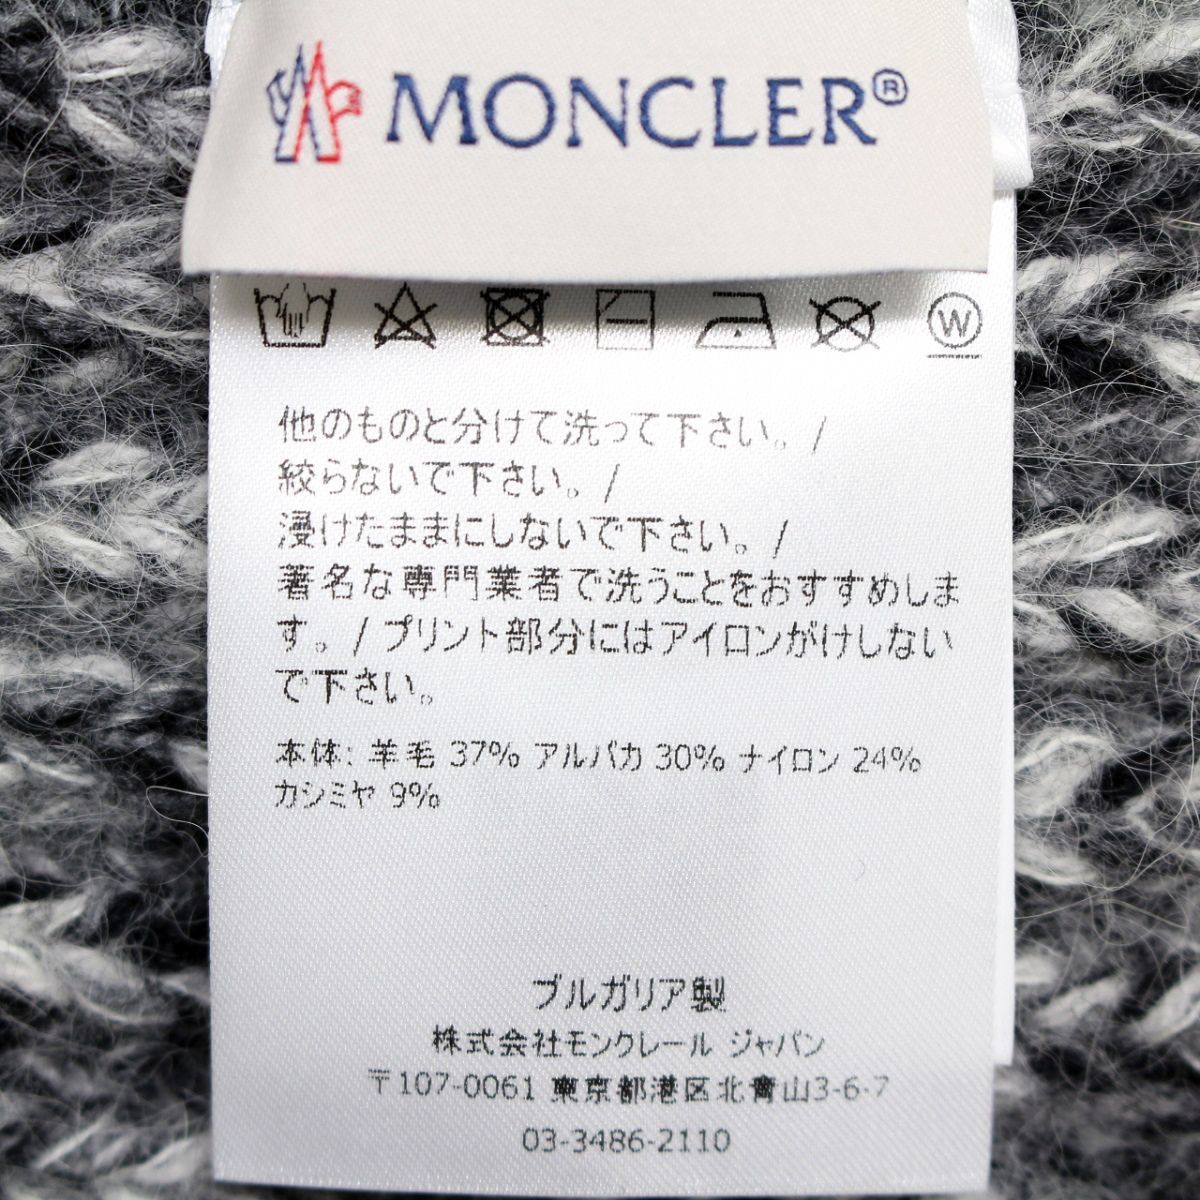 MONCLER®
W
他のものと分けて洗って下さい。/
絞らないで下さい。/
浸けたままにしないで下さい。/
著名な専門業者で洗うことをおすすめしま
す。/ プリント部分にはアイロンがけしない
で下さい。
本体: 羊毛 37% アルパカ 30% ナイロン 24%
カシミヤ 9%
ブルガリア製
株式会社モンクレール ジャパン
〒107-0061 東京都港区北青山3-6-7
03-3486-2110